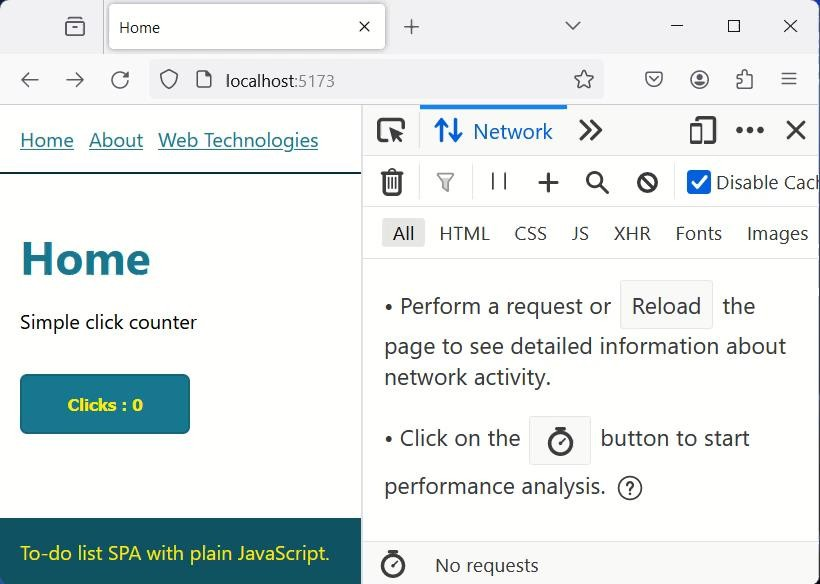 Home
localhost:5173
Home About Web Technologies
Home
Simple click counter
Clicks : 0
To-do list SPA with plain JavaScript.
Network
Disable Cach
All HTML CSS JS XHR Fonts Images
• Perform a request or Reload the
page to see detailed information about
network activity.
• Click on the button to start
performance analysis. ?
No requests